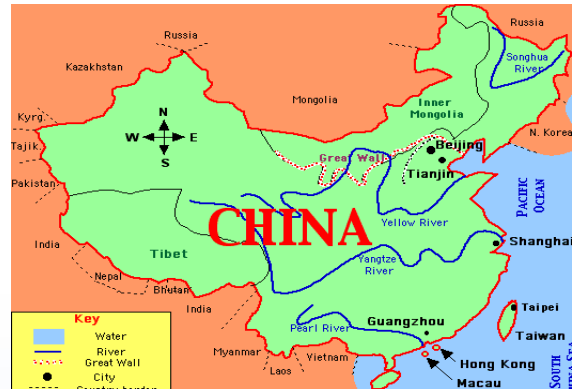 Russia
Russia
Kazakhstan
Songhua
River
Mongolia
Inner
Mongolia
Kyrg.
N
W E
S
N. Korea
Tajik.
Great Wall
Beijing
Tianjin
Pakistan
PACIFIC
OCEAN
CHINA
Yellow River
India
Shanghai
Tibet
Yangtze
River
Nepal
Bhutan
India
Taipei
Key
Water
River
Great Wall
City
Pearl River
Guangzhou
Taiwan
Myanmar
Laos
Vietnam
Hong Kong
Macau
SOUTH